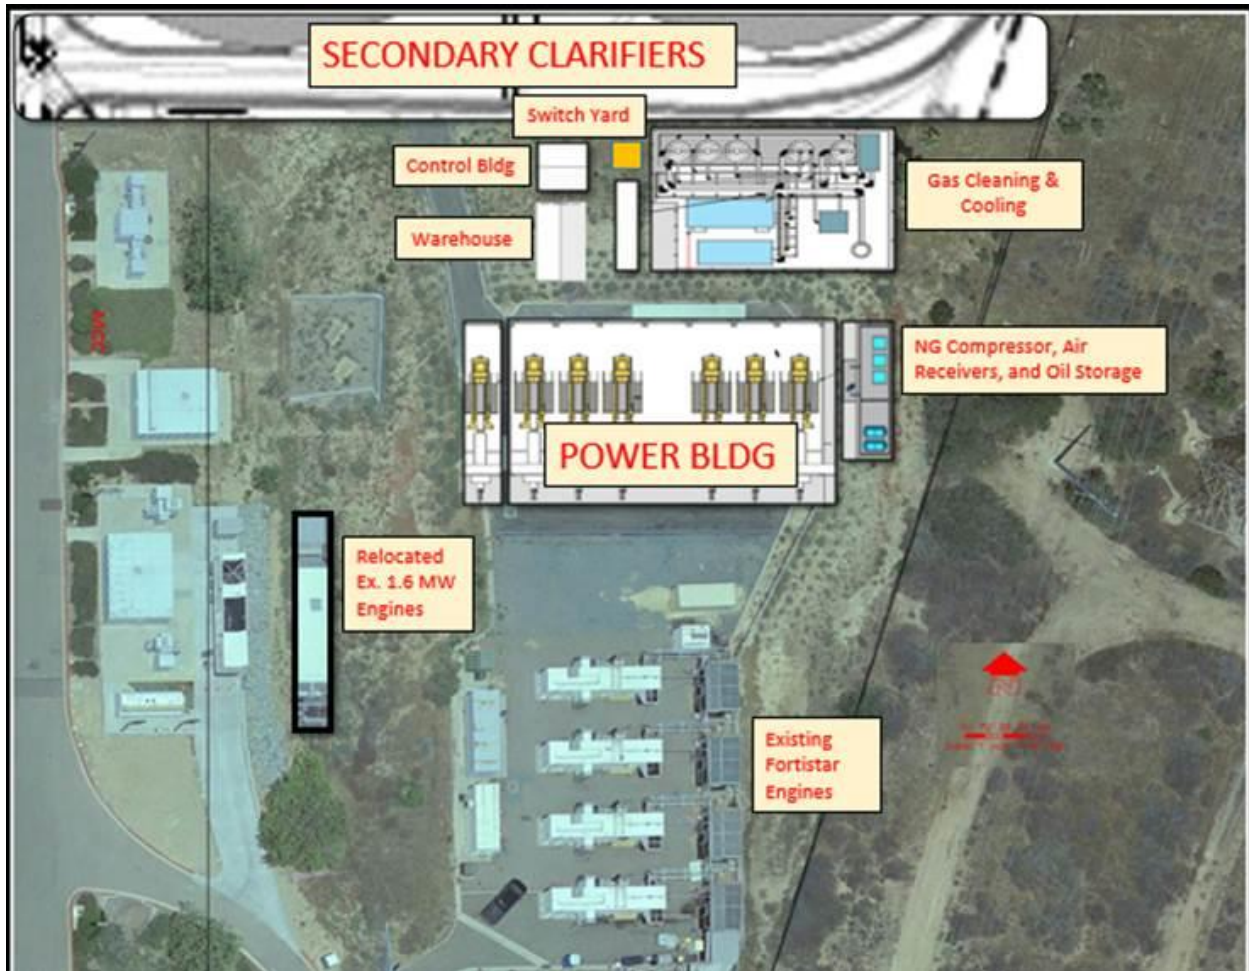 SECONDARY CLARIFIERS
Switch Yard
Control Bldg
Gas Cleaning &
Cooling
Warehouse
NG Compressor, Air
Receivers, and Oil Storage
POWER BLDG
Relocated
Ex. 1.6 MW
Engines
Existing
Fortistar
Engines